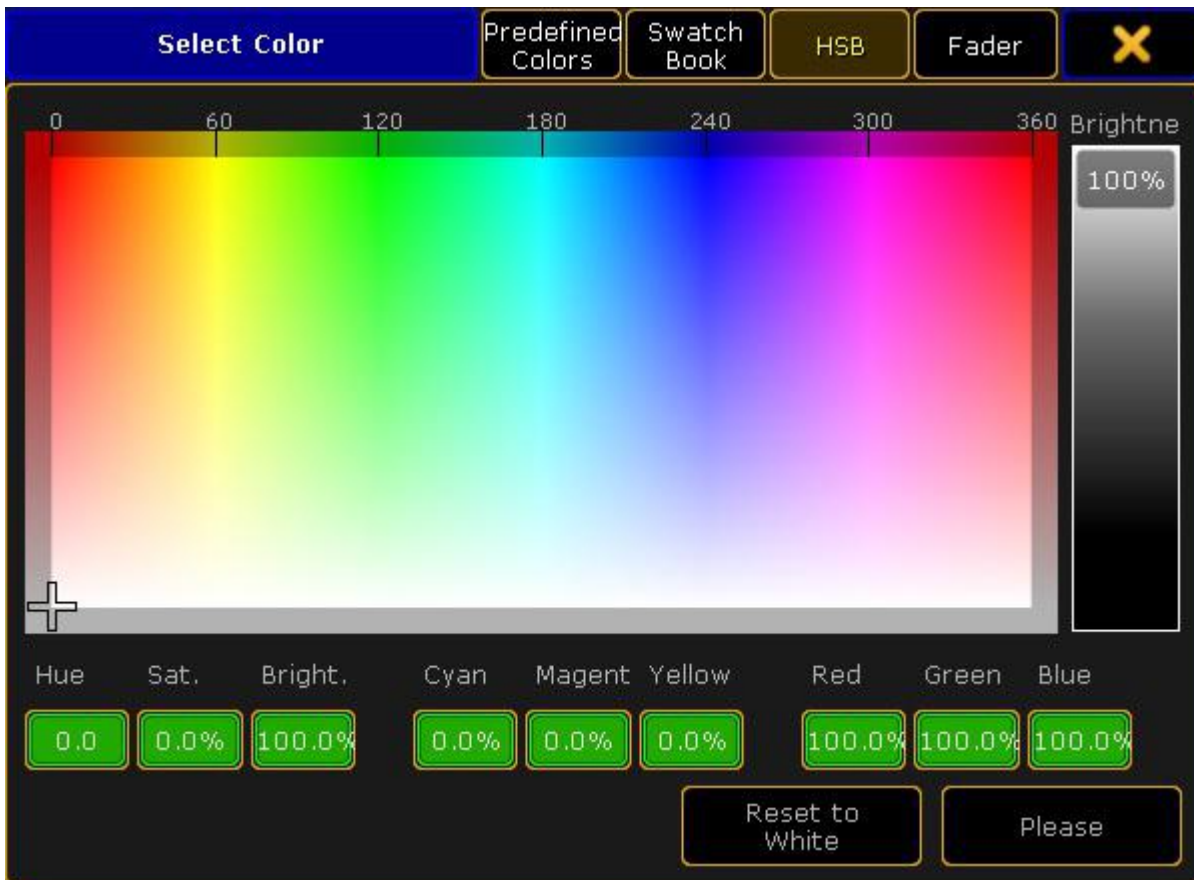 Select Color
Predefined
Colors
Swatch
Book
HSB
Fader
0 60 120 180 240 300 360 Brightne
100%
Hue Sat. Bright. Cyan Magent Yellow Red Green Blue
0.0 0.0% 100.0% 0.0% 0.0% 0.0% 100.0% 100.0% 100.0%
Reset to
White
Please